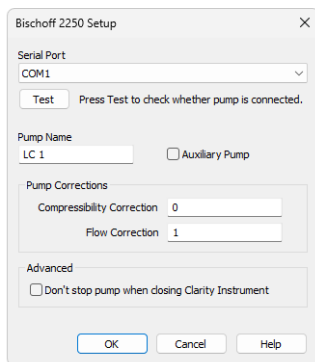 Bischoff 2250 Setup
Serial Port
COM1
Test Press Test to check whether pump is connected.
Pump Name
LC 1 Auxiliary Pump
Pump Corrections
Compressibility Correction 0
Flow Correction 1
Advanced
Don't stop pump when closing Clarity Instrument
OK Cancel Help